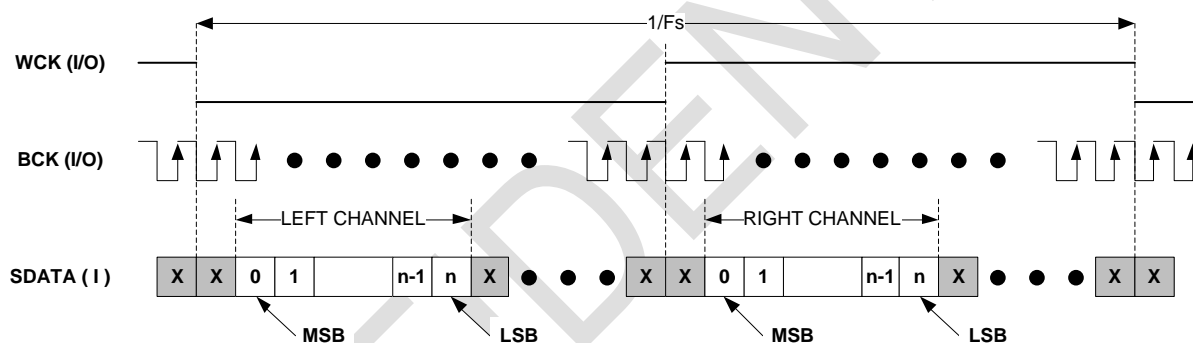 1/Fs
WCK (I/O)
BCK (I/O)
LEFT CHANNEL RIGHT CHANNEL
SDATA ( I ) X X 0 1 n-1 n X X X 0 1 n-1 n X X X
MSB LSB MSB LSB